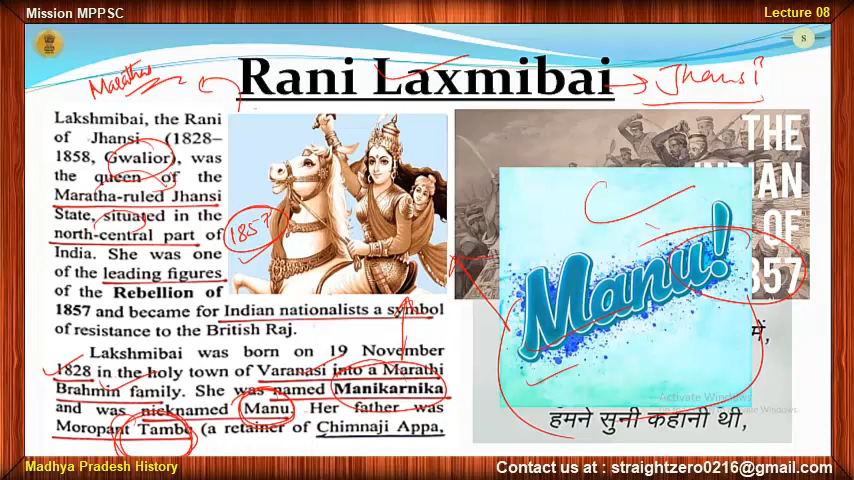 Mission MPPSC
Lecture 08
S
Marathas
Rani Laxmibai
Jhansi
Lakshmibai, the Rani
of Jhansi (1828–
1858, Gwalior), was
the queen of the
Maratha-ruled Jhansi
State, situated in the
north-central part of
India. She was one
of the leading figures
of the Rebellion of
1857 and became for Indian nationalists a symbol
of resistance to the British Raj.
Lakshmibai was born on 19 November
1828 in the holy town of Varanasi into a Marathi
Brahmin family. She was named Manikarnika
and was nicknamed Manu. Her father was
Moropant Tambe (a retainer of Chimnaji Appa,
1857
THE
IAN
OF
857
Manu!
में,
Activate Windows
हमने सुनी कहानी थी,
Madhya Pradesh History
Contact us at : straightzero0216@gmail.com